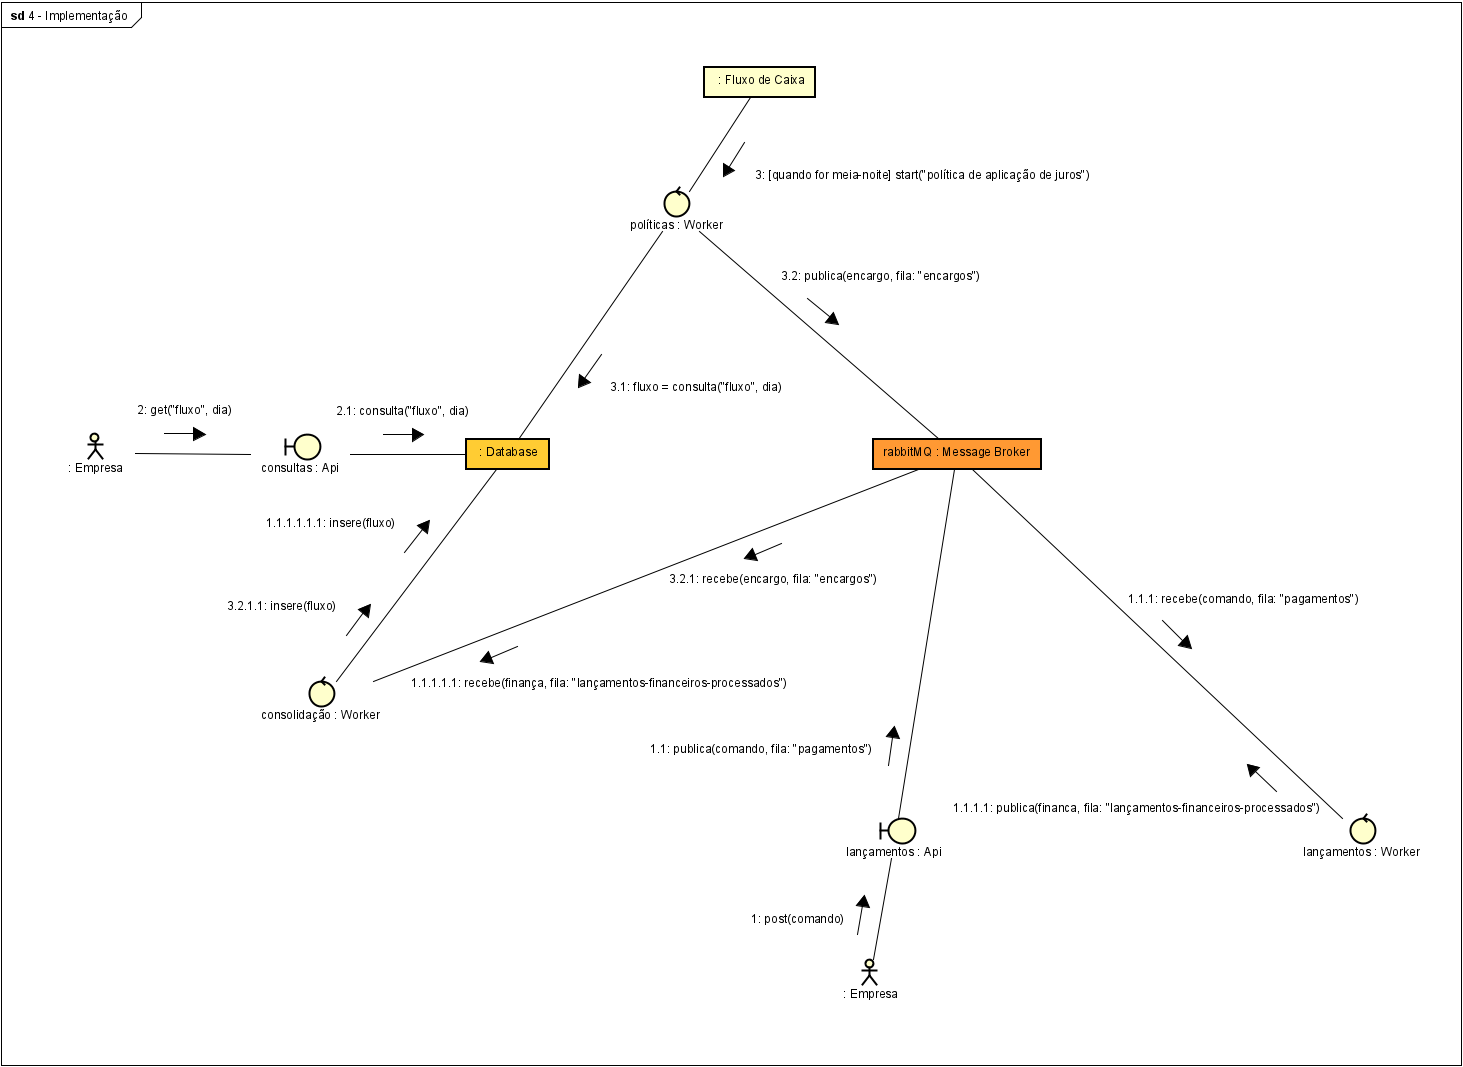 sd 4 - Implementação
: Fluxo de Caixa
3: [quando for meia-noite] start("política de aplicação de juros")
políticas : Worker
3.2: publica(encargo, fila: "encargos")
3.1: fluxo = consulta("fluxo", dia)
2: get("fluxo", dia)
2.1: consulta("fluxo", dia)
: Empresa
consultas : Api
: Database
rabbitMQ : Message Broker
1.1.1.1.1.1: insere(fluxo)
3.2.1: recebe(encargo, fila: "encargos")
3.2.1.1: insere(fluxo)
1.1.1: recebe(comando, fila: "pagamentos")
1.1.1.1.1: recebe(finança, fila: "lançamentos-financeiros-processados")
consolidação : Worker
1.1: publica(comando, fila: "pagamentos")
1.1.1.1: publica(financa, fila: "lançamentos-financeiros-processados")
lançamentos : Api
lançamentos : Worker
1: post(comando)
: Empresa